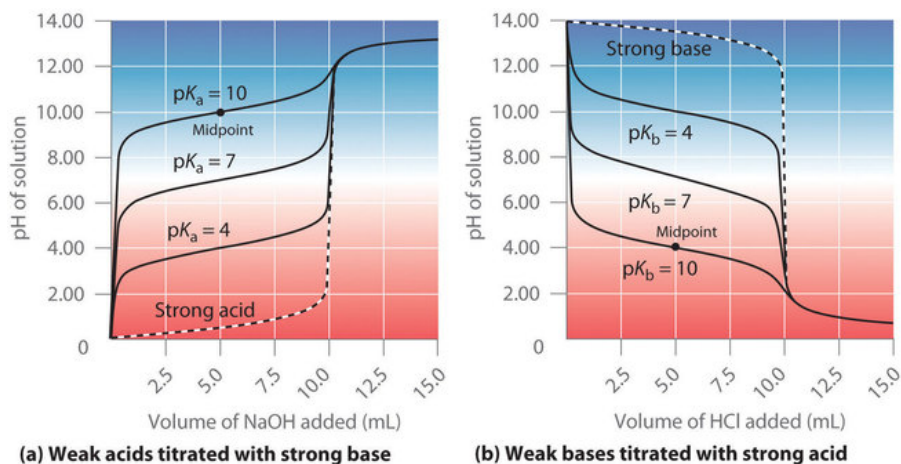 14.00
12.00
10.00
8.00
6.00
4.00
2.00
0
pH of solution
pKa = 10
Midpoint
pKa = 7
pKa = 4
Strong acid
2.5
5.0
7.5
10.0
12.5
15.0
Volume of NaOH added (mL)
(a) Weak acids titrated with strong base
14.00
12.00
10.00
8.00
6.00
4.00
2.00
0
pH of solution
Strong base
pKb = 4
pKb = 7
Midpoint
pKb = 10
2.5
5.0
7.5
10.0
12.5
15.0
Volume of HCl added (mL)
(b) Weak bases titrated with strong acid